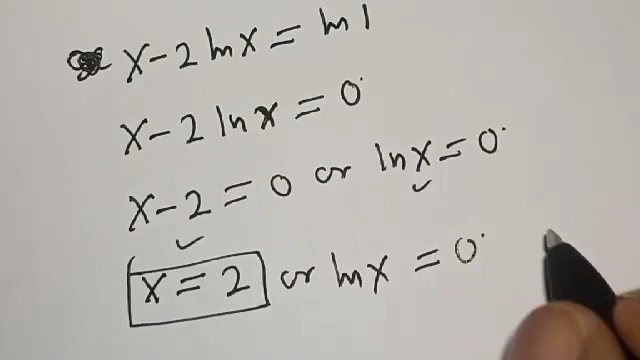 x-2 ln x = ln 1
x-2 ln x = 0
x-2 = 0 or ln x = 0
x = 2 or ln x = 0